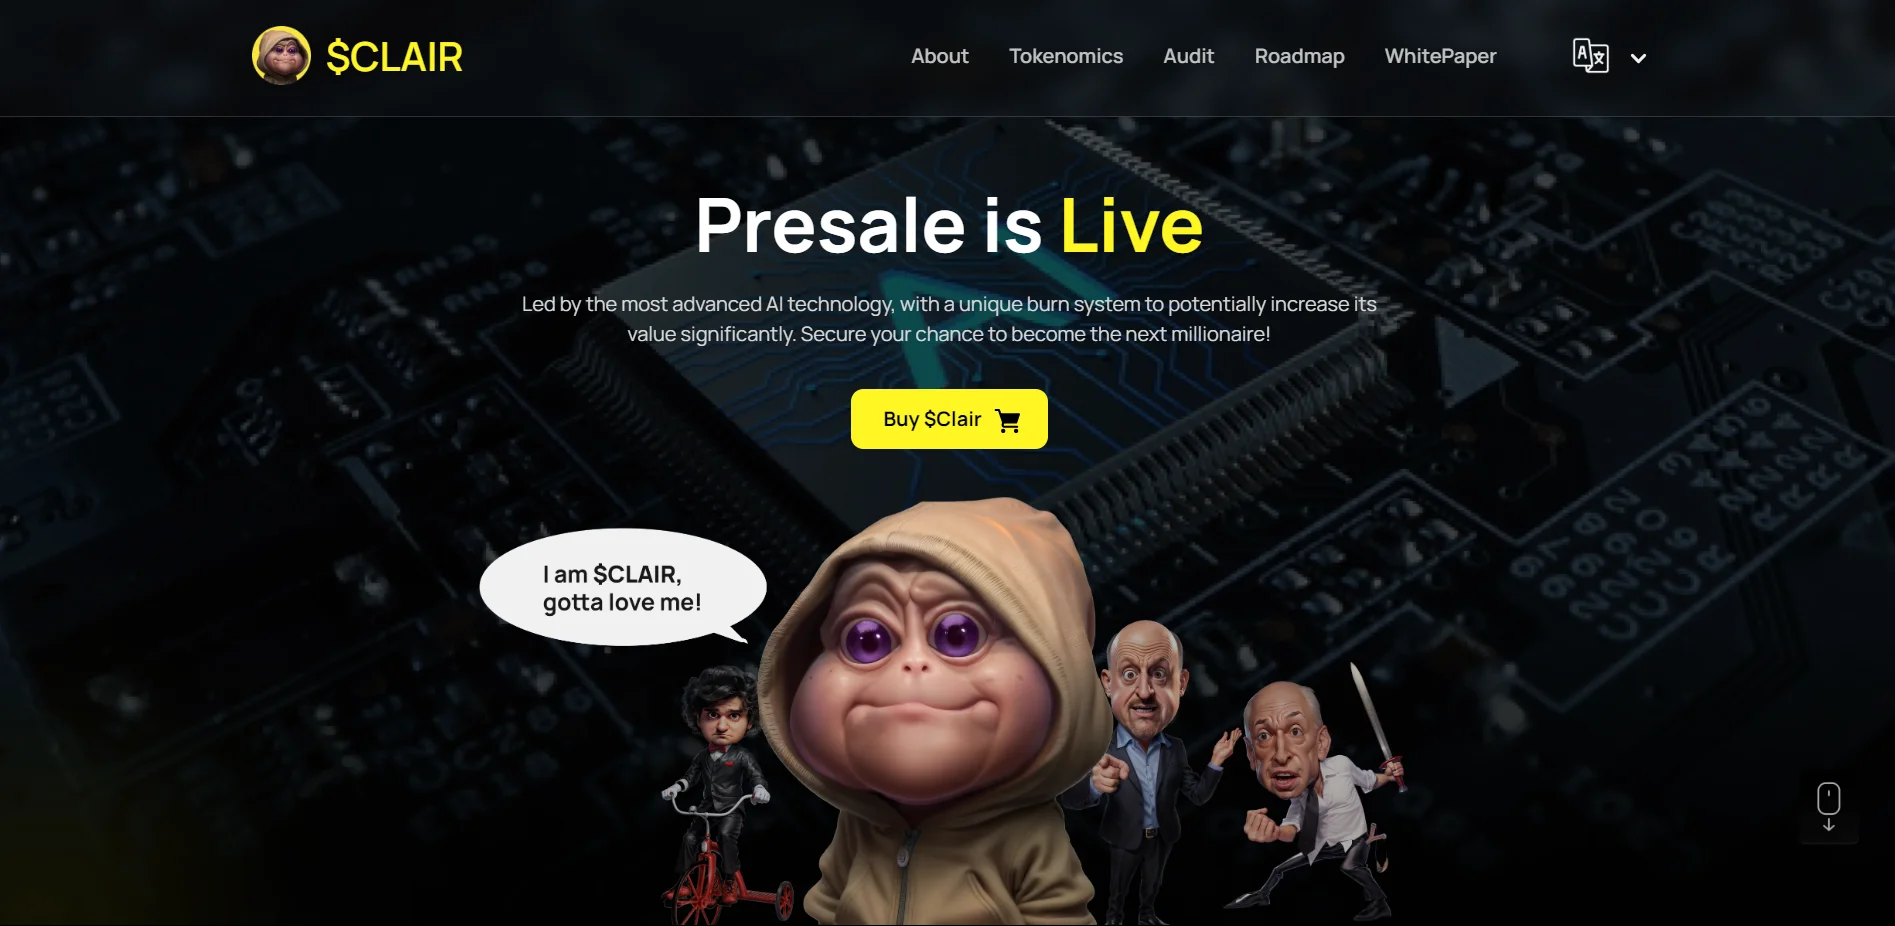 $CLAIR
About Tokenomics Audit Roadmap WhitePaper
Presale is Live
Led by the most advanced AI technology, with a unique burn system to potentially increase its
value significantly. Secure your chance to become the next millionaire!
Buy $Clair
I am $CLAIR,
gotta love me!